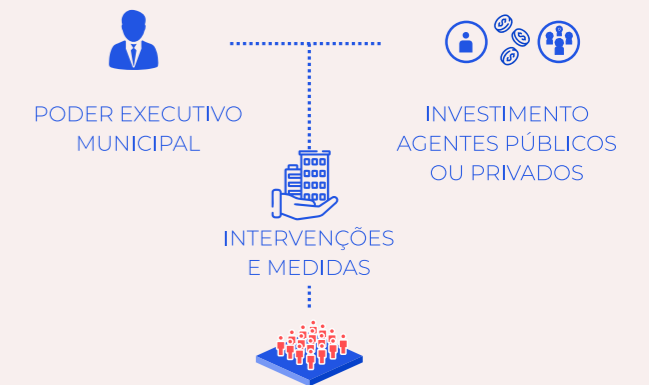 PODER EXECUTIVO
MUNICIPAL
INVESTIMENTO
AGENTES PÚBLICOS
OU PRIVADOS
INTERVENÇÕES
E MEDIDAS